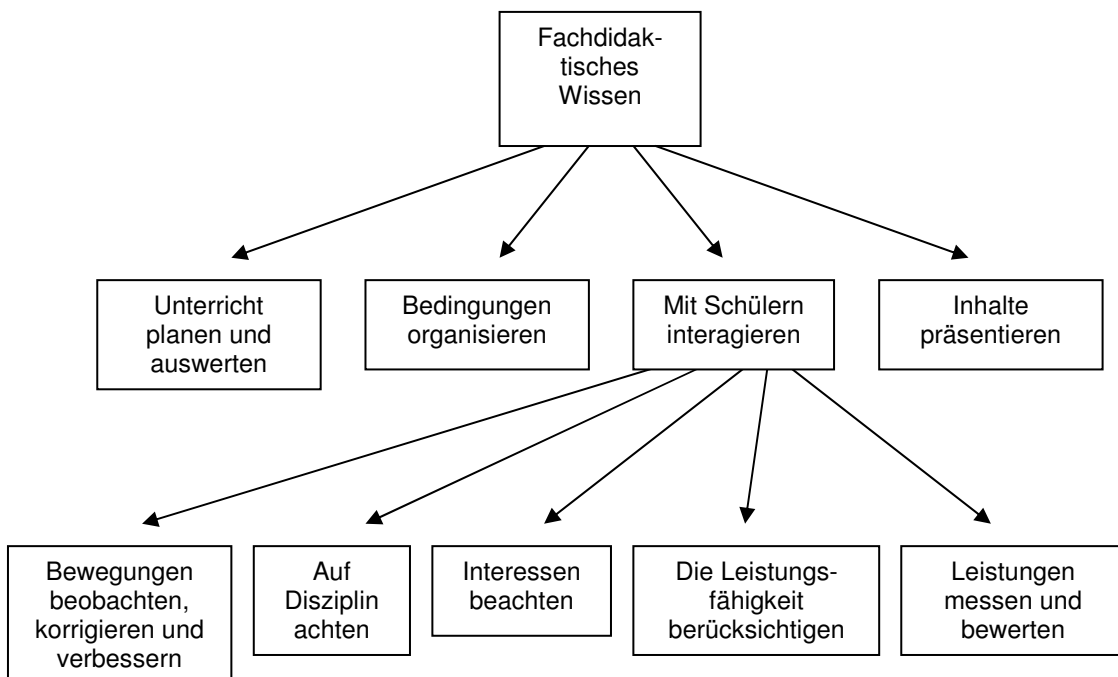 Fachdidak-
tisches
Wissen
Unterricht
planen und
auswerten
Bedingungen
organisieren
Mit Schülern
interagieren
Inhalte
präsentieren
Bewegungen
beobachten,
korrigieren und
verbessern
Auf
Disziplin
achten
Interessen
beachten
Die Leistungs-
fähigkeit
berücksichtigen
Leistungen
messen und
bewerten